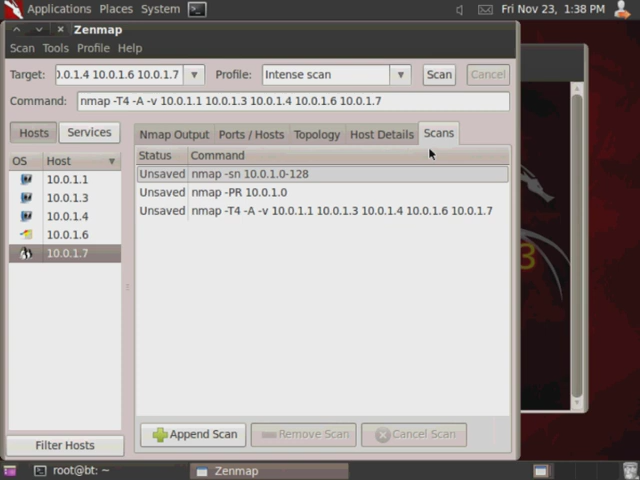 Applications Places System Fri Nov 23, 1:38 PM
Zenmap
Scan Tools Profile Help
Target: 0.0.1.4 10.0.1.6 10.0.1.7 Profile: Intense scan Scan Cancel
Command: nmap -T4 -A -v 10.0.1.1 10.0.1.3 10.0.1.4 10.0.1.6 10.0.1.7
Hosts Services Nmap Output Ports / Hosts Topology Host Details Scans
OS Host Status Command
10.0.1.1 Unsaved nmap -sn 10.0.1.0-128
10.0.1.3 Unsaved nmap -PR 10.0.1.0
10.0.1.4 Unsaved nmap -T4 -A -v 10.0.1.1 10.0.1.3 10.0.1.4 10.0.1.6 10.0.1.7
10.0.1.6
10.0.1.7
3
Append Scan Remove Scan Cancel Scan
Filter Hosts
root@bt: ~ Zenmap